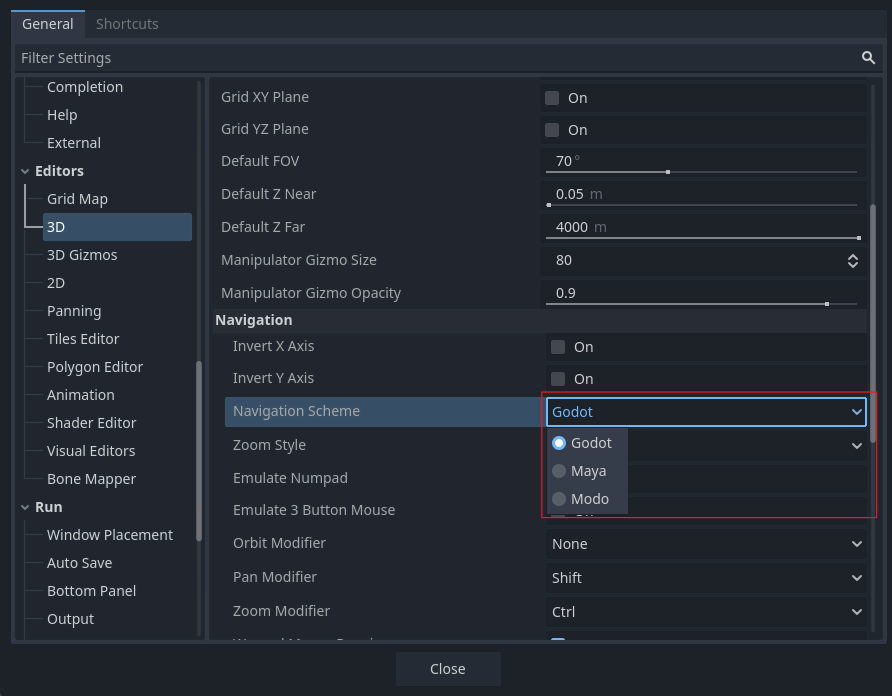 General
Shortcuts
Filter Settings
Completion
Help
External
Editors
Grid Map
3D
3D Gizmos
2D
Panning
Tiles Editor
Polygon Editor
Animation
Shader Editor
Visual Editors
Bone Mapper
Run
Window Placement
Auto Save
Bottom Panel
Output
Grid XY Plane On
Grid YZ Plane On
Default FOV 70 °
Default Z Near 0.05 m
Default Z Far 4000 m
Manipulator Gizmo Size 80
Manipulator Gizmo Opacity 0.9
Navigation
Invert X Axis On
Invert Y Axis On
Navigation Scheme Godot
Godot
Maya
Modo
Zoom Style
Emulate Numpad
Emulate 3 Button Mouse
Orbit Modifier None
Pan Modifier Shift
Zoom Modifier Ctrl
Close